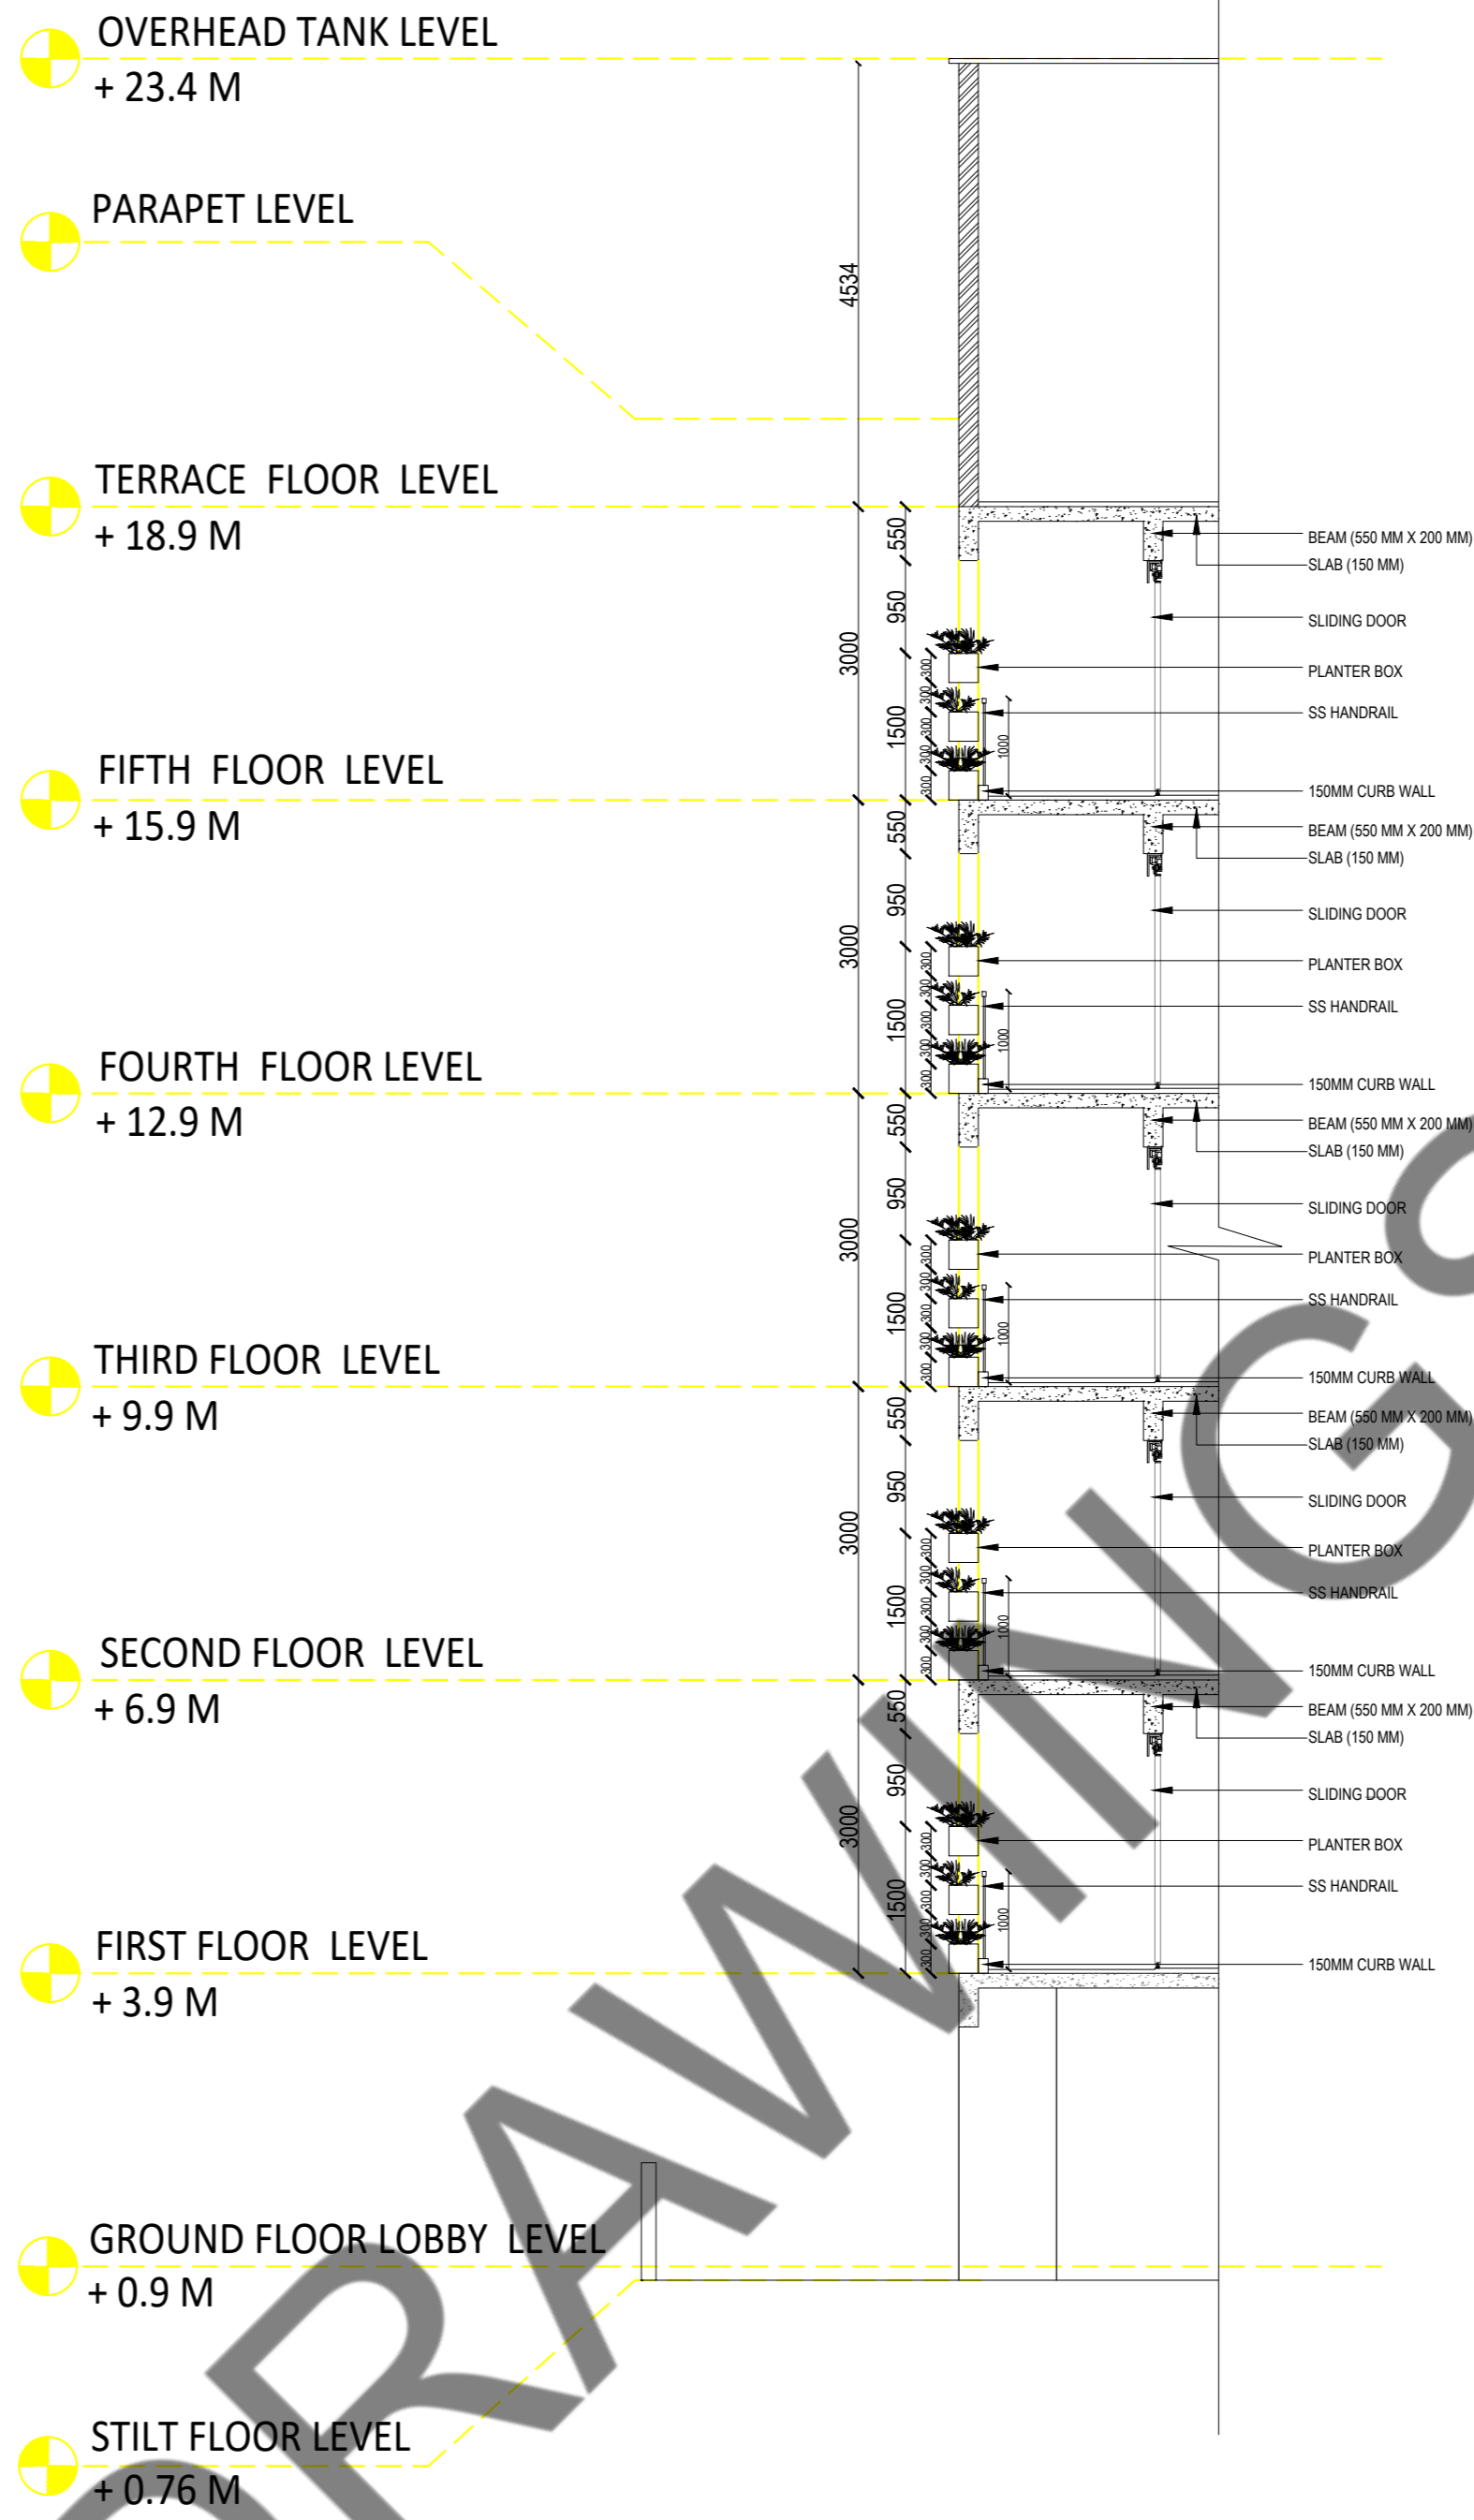 OVERHEAD TANK LEVEL
+ 23.4 M
PARAPET LEVEL
4534
TERRACE FLOOR LEVEL
+ 18.9 M
550
BEAM (550 MM X 200 MM)
SLAB (150 MM)
950
SLIDING DOOR
3000
300
PLANTER BOX
300
1500
300
SS HANDRAIL
1000
300
300
150MM CURB WALL
FIFTH FLOOR LEVEL
+ 15.9 M
550
BEAM (550 MM X 200 MM)
SLAB (150 MM)
950
SLIDING DOOR
3000
300
PLANTER BOX
300
1500
300
SS HANDRAIL
1000
300
300
150MM CURB WALL
FOURTH FLOOR LEVEL
+ 12.9 M
550
BEAM (550 MM X 200 MM)
SLAB (150 MM)
950
SLIDING DOOR
3000
300
PLANTER BOX
300
1500
300
SS HANDRAIL
1000
300
300
150MM CURB WALL
THIRD FLOOR LEVEL
+ 9.9 M
550
BEAM (550 MM X 200 MM)
SLAB (150 MM)
950
SLIDING DOOR
3000
300
PLANTER BOX
300
1500
300
SS HANDRAIL
1000
300
300
150MM CURB WALL
SECOND FLOOR LEVEL
+ 6.9 M
550
BEAM (550 MM X 200 MM)
SLAB (150 MM)
950
SLIDING DOOR
3000
300
PLANTER BOX
300
1500
300
SS HANDRAIL
1000
300
300
150MM CURB WALL
FIRST FLOOR LEVEL
+ 3.9 M
GROUND FLOOR LOBBY LEVEL
+ 0.9 M
STILT FLOOR LEVEL
+ 0.76 M